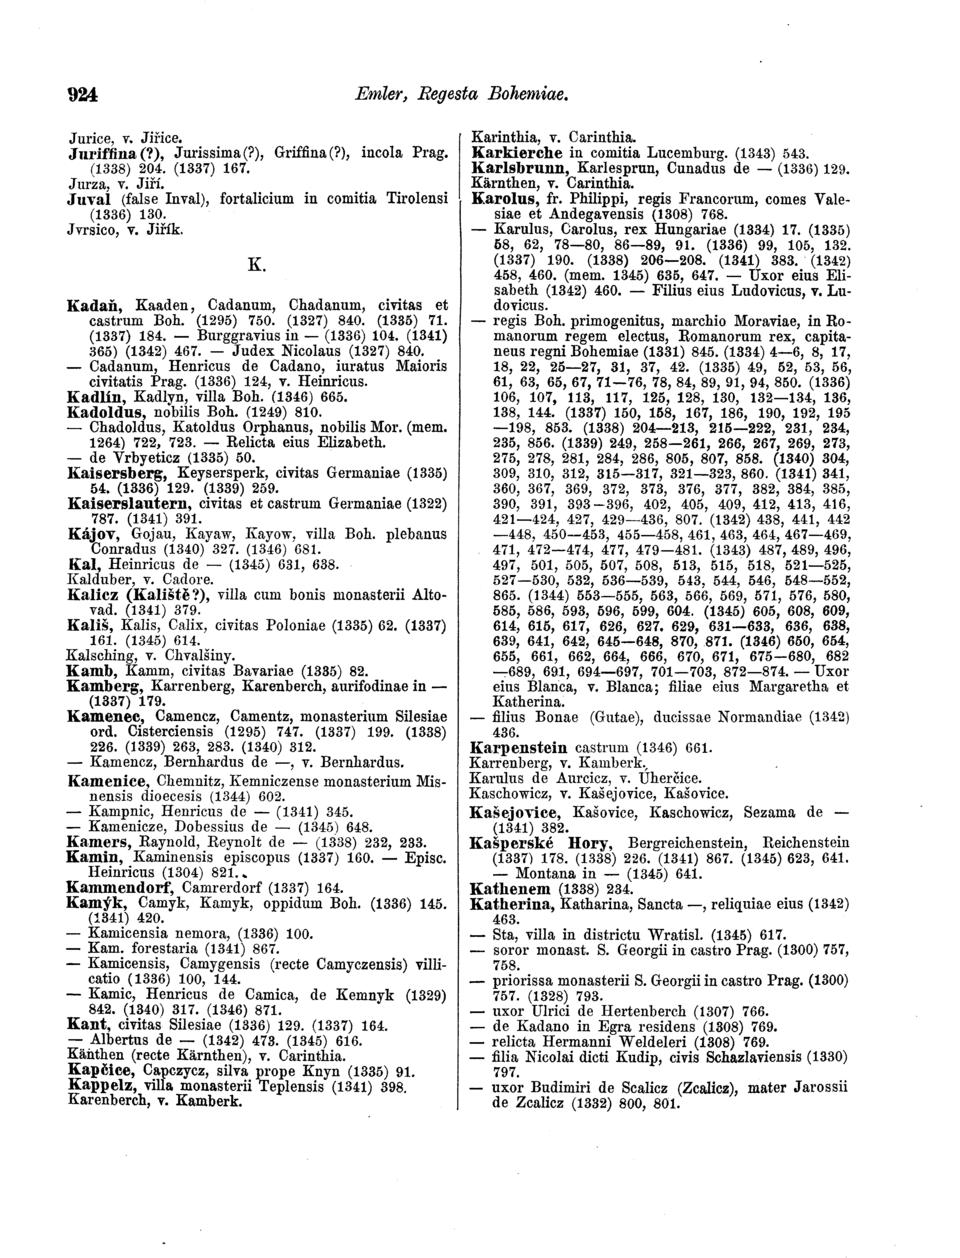 924
Emler, Regesta Bohemiae.
Jurice, v. Jiřice.
Juriffina (?), Jurissima(?), Griffina(?), incola Prag.
(1338) 204. (1337) 167.
Jurza, v. Jiří.
Juval (false Inval), fortalicium in comitia Tirolensi
(1336) 130.
Jvrsico, v. Jiřík.
K.
Kadaň, Kaaden, Cadanum, Chadanum, civitas et
castrum Boh. (1295) 750. (1327) 840. (1335) 71.
(1337) 184. — Burggravius in — (1336) 104. (1341)
365) (1342) 467. — Judex Nicolaus (1327) 840.
— Cadanum, Henricus de Cadano, iuratus Maioris
civitatis Prag. (1336) 124, v. Heinricus.
Kadlín, Kadlyn, villa Boh. (1346) 665.
Kadoldus, nobilis Boh. (1249) 810.
— Chadoldus, Katoldus Orphanus, nobilis Mor. (mem.
1264) 722, 723. — Relicta eius Elizabeth.
— de Vrbyeticz (1335) 50.
Kaisersberg, Keysersperk, civitas Germaniae (1335)
54. (1336) 129. (1339) 259.
Kaiserslautern, civitas et castrum Germaniae (1322)
787. (1341) 391.
Kájov, Gojau, Kayaw, Kayow, villa Boh. plebanus
Conradus (1340) 327. (1346) 681.
Kal, Heinricus de — (1345) 631, 638.
Kalduber, v. Cadore.
Kalicz (Kaliště?), villa cum bonis monasterii Alto-
vad. (1341) 379.
Kališ, Kalis, Calix, civitas Poloniae (1335) 62. (1337)
161. (1345) 614.
Kalsching, v. Chvalšiny.
Kamb, Kamm, civitas Bavariae (1335) 82.
Kamberg, Karrenberg, Karenberch, aurifodinae in —
(1337) 179.
Kamenec, Camencz, Camentz, monasterium Silesiae
ord. Cisterciensis (1295) 747. (1337) 199. (1338)
226. (1339) 263, 283. (1340) 312.
— Kamencz, Bernhardus de —, v. Bernhardus.
Kamenice, Chemnitz, Kemniczense monasterium Mis-
nensis dioecesis (1344) 602.
— Kampnic, Henricus de — (1341) 345.
— Kamenicze, Dobessius de — (1345) 648.
Kamers, Raynold, Reynolt de — (1338) 232, 233.
Kamin, Kaminensis episcopus (1337) 160. — Episc.
Heinricus (1304) 821.
Kammendorf, Camrerdorf (1337) 164.
Kamýk, Camyk, Kamyk, oppidum Boh. (1336) 145.
(1341) 420.
— Kamicensia nemora, (1336) 100.
— Kam. forestaria (1341) 867.
— Kamicensis, Camygensis (recte Camyczensis) villi-
catio (1336) 100, 144.
— Kamic, Henricus de Camica, de Kemnyk (1329)
842. (1340) 317. (1346) 871.
Kant, civitas Silesiae (1336) 129. (1337) 164.
— Albertus de — (1342) 473. (1345) 616.
Känthen (recte Kärnthen), v. Carinthia.
Kapčice, Capczycz, silva prope Knyn (1335) 91.
Kappelz, villa monasterii Teplensis (1341) 398.
Karenberch, v. Kamberk.
Karinthia, v. Carinthia.
Karkierche in comitia Lucemburg. (1343) 543.
Karlsbrunn, Karlesprun, Cunadus de — (1336) 129.
Kärnthen, v. Carinthia.
Karolus, fr. Philippi, regis Francorum, comes Vale-
siae et Andegavensis (1308) 768.
— Karulus, Carolus, rex Hungariae (1334) 17. (1335)
58, 62, 78—80, 86—89, 91. (1336) 99, 105, 132.
(1337) 190. (1338) 206—208. (1341) 383. (1342)
458, 460. (mem. 1345) 635, 647. — Uxor eius Eli-
sabeth (1342) 460. — Filius eius Ludovicus, v. Lu-
dovicus.
— regis Boh. primogenitus, marchio Moraviae, in Ro-
manorum regem electus, Romanorum rex, capita-
neus regni Bohemiae (1331) 845. (1334) 4—6, 8, 17,
18, 22, 25—27, 31, 37, 42. (1335) 49, 52, 53, 56,
61, 63, 65, 67, 71—76, 78, 84, 89, 91, 94, 850. (1336)
106, 107, 113, 117, 125, 128, 130, 132—134, 136,
138, 144. (1337) 150, 158, 167, 186, 190, 192, 195
—198, 853. (1338) 204—213, 215—222, 231, 234,
235, 856. (1339) 249, 258—261, 266, 267, 269, 273,
275, 278, 281, 284, 286, 805, 807, 858. (1340) 304,
309, 310, 312, 315—317, 321—323, 860. (1341) 341,
360, 367, 369, 372, 373, 376, 377, 382, 384, 385,
390, 391, 393-396, 402, 405, 409, 412, 413, 416,
421—424, 427, 429—436, 807. (1342) 438, 441, 442
—448, 450—453, 455—458, 461, 463, 464, 467—469,
471, 472—474, 477, 479—481. (1343) 487, 489, 496,
497, 501, 505, 507, 508, 513, 515, 518, 521—525,
527—530, 532, 536—539, 543, 544, 546, 548—552,
865. (1344) 553—555, 563, 566, 569, 571, 576, 580,
585, 586, 593, 596, 599, 604. (1345) 605, 608, 609,
614, 615, 617, 626, 627. 629, 631—633, 636, 638,
639, 641, 642, 645—648, 870, 871. (1346) 650, 654,
655, 661, 662, 664, 666, 670, 671, 675—680, 682
—689, 691, 694—697, 701—703, 872—874. — Uxor
eius Blanca, v. Blanca; filiae eius Margaretha et
Katherina.
— filius Bonae (Gutae), ducissae Normandiae (1342)
436.
Karpenstein castrum (1346) 661.
Karrenberg, v. Kamberk.
Karulus de Aurcicz, v. Uherčice.
Kaschowicz, v. Kašejovice, Kašovice.
Kašejovice, Kašovice, Kaschowicz, Sezama de —
(1341) 382.
Kašperské Hory, Bergreichenstein, Reichenstein
(1337) 178. (1338) 226. (1341) 867. (1345) 623, 641.
— Montana in — (1345) 641.
Kathenem (1338) 234.
Katherina, Katharina, Sancta —, reliquiae eius (1342)
463.
— Sta, villa in districtu Wratisl. (1345) 617.
— soror monast. S. Georgii in castro Prag. (1300) 757,
758.
— priorissa monasterii S. Georgii in castro Prag. (1300)
757. (1328) 793.
— uxor Ulrici de Hertenberch (1307) 766.
— de Kadano in Egra residens (1308) 769.
— relicta Hermanni Weldeleri (1308) 769.
— filia Nicolai dicti Kudip, civis Schazlaviensis (1330)
797.
— uxor Budimiri de Scalicz (Zcalicz), mater Jarossii
de Zcalicz (1332) 800, 801.